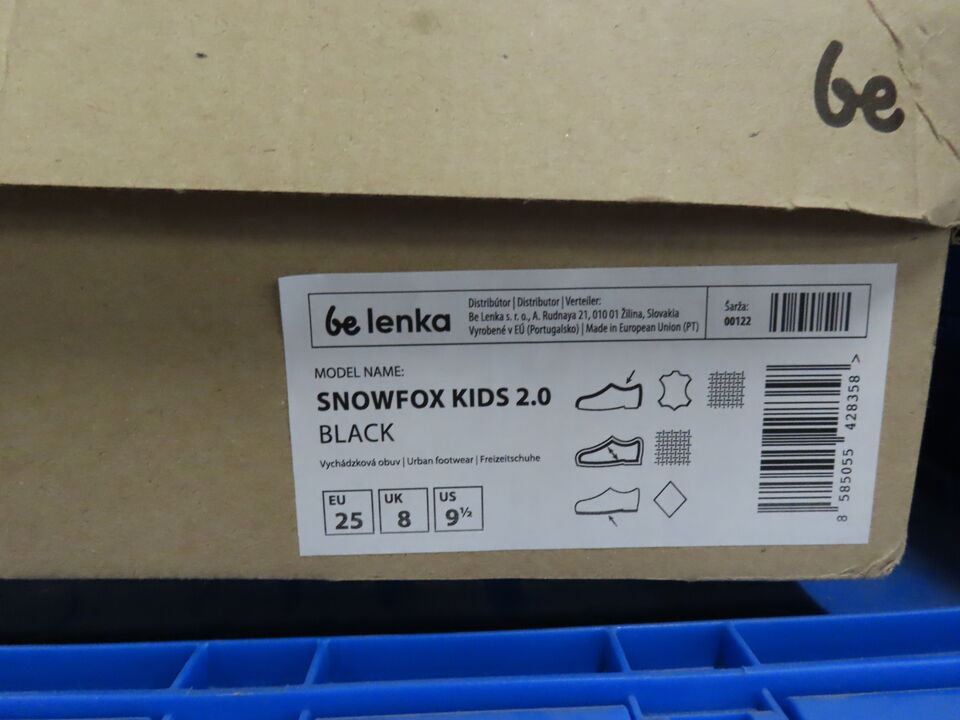 be
be lenka
Distribútor | Distributor | Verteiler:
Be Lenka s. r. o., A. Rudnaya 21, 010 01 Žilina, Slovakia
Vyrobené v EÚ (Portugalsko) | Made in European Union (PT)
Šarža:
00122
MODEL NAME:
SNOWFOX KIDS 2.0
BLACK
Vychádzková obuv | Urban footwear | Freizeitschuhe
EU
25
UK
8
US
9½
8 585055 428358 >